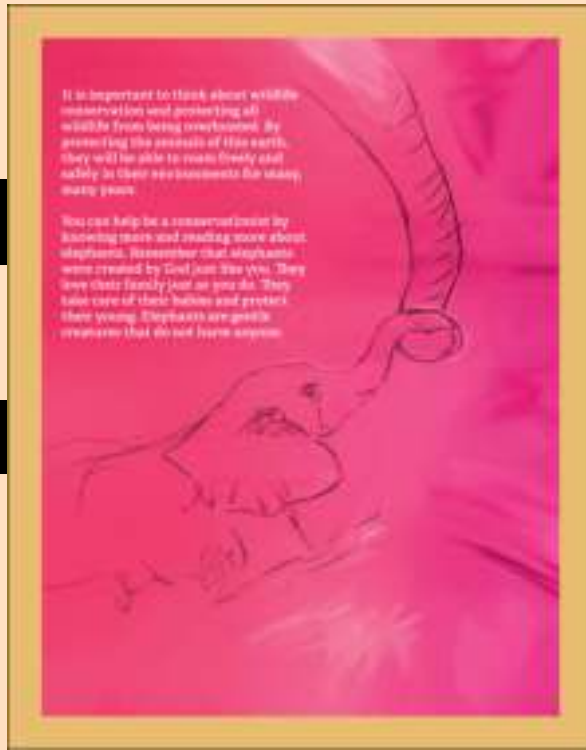 It is important to think about wildlife
conservation and protecting all
wildlife from being overhunted. By
protecting the animals of this earth,
they will be able to roam freely and
safely in their environments for many,
many years.
You can help be a conservationist by
knowing more and reading more about
elephants. Remember that elephants
were created by God just like you. They
love their family just as you do. They
take care of their babies and protect
their young. Elephants are gentle
creatures that do not harm anyone.